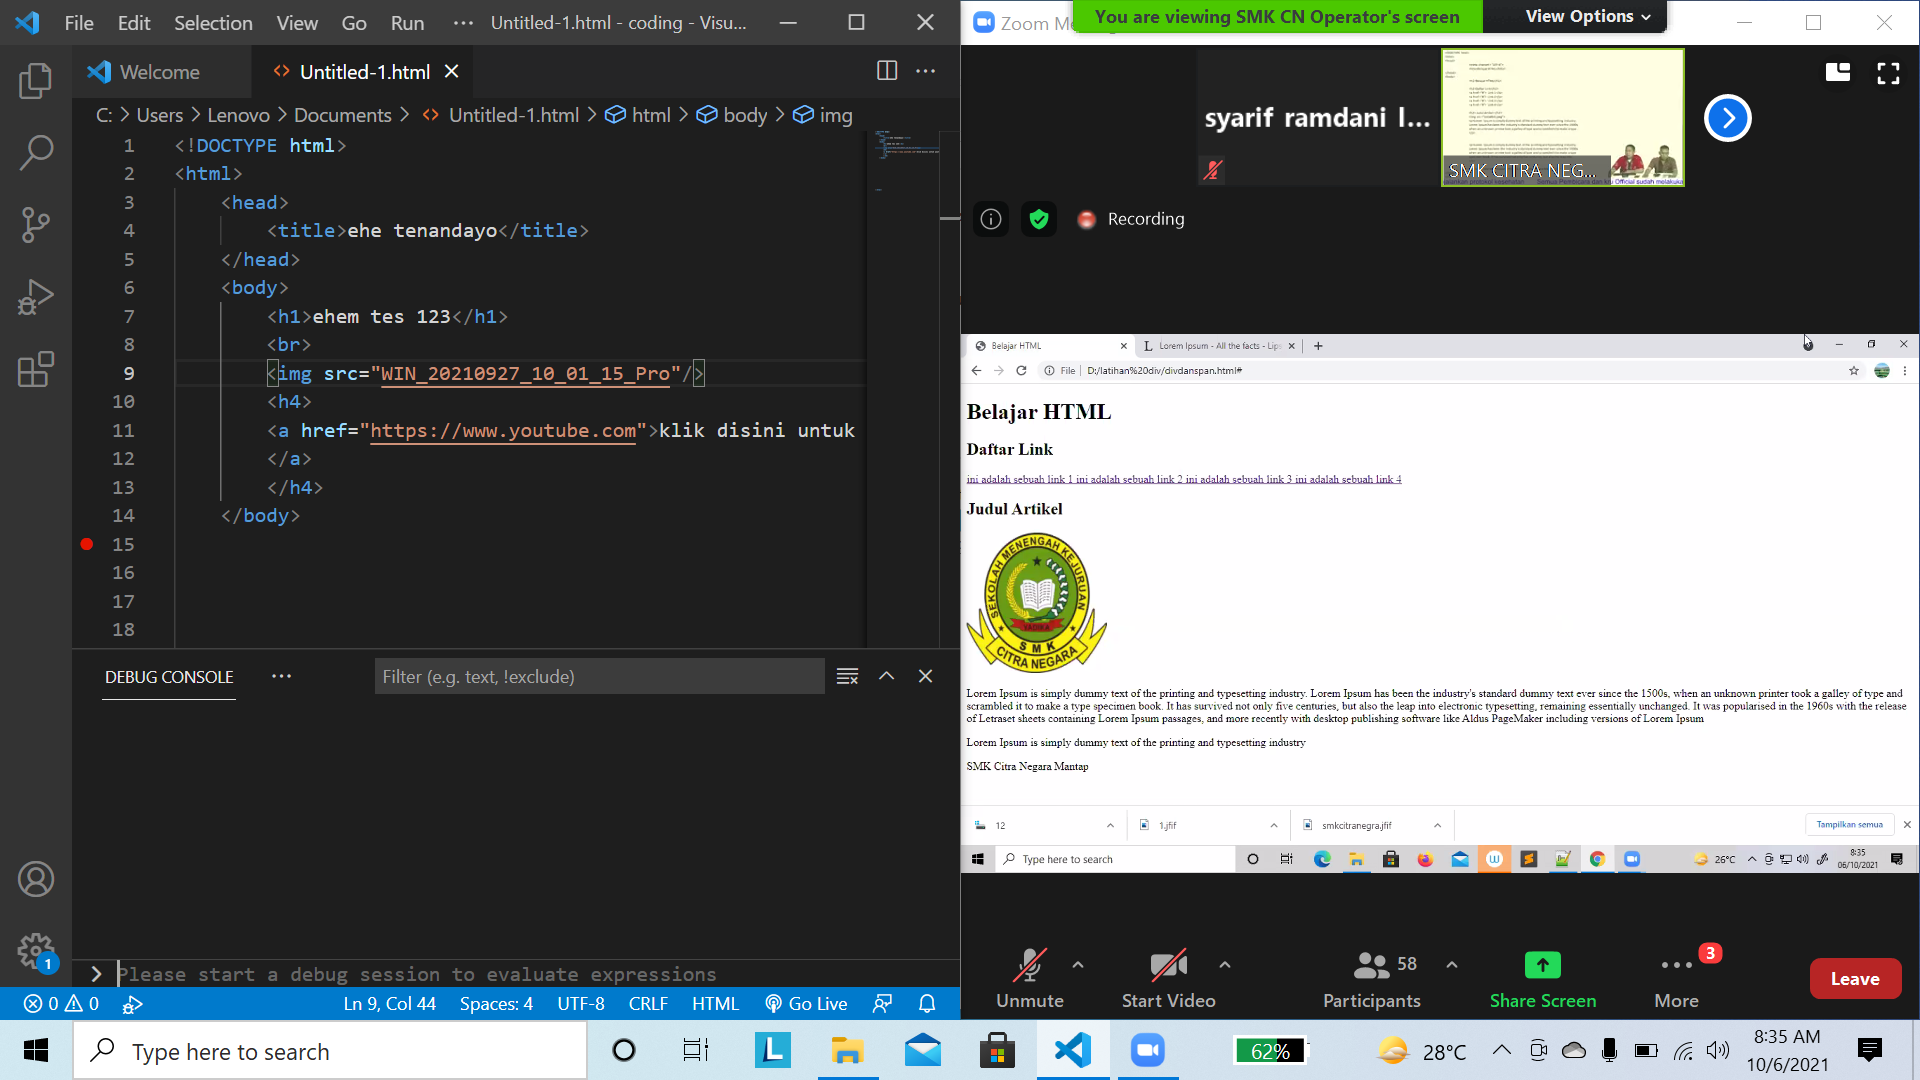 File Edit Selection View Go Run ··· Untitled-1.html - coding - Visu...
Welcome Untitled-1.html
C: > Users > Lenovo > Documents > Untitled-1.html > html > body > img
1 <!DOCTYPE html>
2 <html>
3 <head>
4 <title>ehe tenandayo</title>
5 </head>
6 <body>
7 <h1>ehem tes 123</h1>
8 <br>
9 <img src="WIN_20210927_10_01_15_Pro"/>
10 <h4>
11 <a href="https://www.youtube.com">klik disini untuk
12 </a>
13 </h4>
14 </body>
15
16
17
18
DEBUG CONSOLE ··· Filter (e.g. text, !exclude)
Please start a debug session to evaluate expressions
1
0 0 Ln 9, Col 44 Spaces: 4 UTF-8 CRLF HTML Go Live
Zoom Me
You are viewing SMK CN Operator's screen View Options
syarif ramdani l...
SMK CITRA NEG...
Recording
Belajar HTML Lorem Ipsum - All the facts - Lips
File | D:/latihan%20div/divdanspan.html#
Belajar HTML
Daftar Link
ini adalah sebuah link 1 ini adalah sebuah link 2 ini adalah sebuah link 3 ini adalah sebuah link 4
Judul Artikel
SEKOLAH MENENGAH KEJURUAN
YADIKA
SMK
CITRA NEGARA
Lorem Ipsum is simply dummy text of the printing and typesetting industry. Lorem Ipsum has been the industry's standard dummy text ever since the 1500s, when an unknown printer took a galley of type and
scrambled it to make a type specimen book. It has survived not only five centuries, but also the leap into electronic typesetting, remaining essentially unchanged. It was popularised in the 1960s with the release
of Letraset sheets containing Lorem Ipsum passages, and more recently with desktop publishing software like Aldus PageMaker including versions of Lorem Ipsum
Lorem Ipsum is simply dummy text of the printing and typesetting industry
SMK Citra Negara Mantap
12 1.jfif smkcitranegra.jfif Tampilkan semua
Type here to search 26°C 8:35
06/10/2021
Unmute Start Video 58 Participants Share Screen 3 More Leave
Type here to search 62% 28°C 8:35 AM
10/6/2021